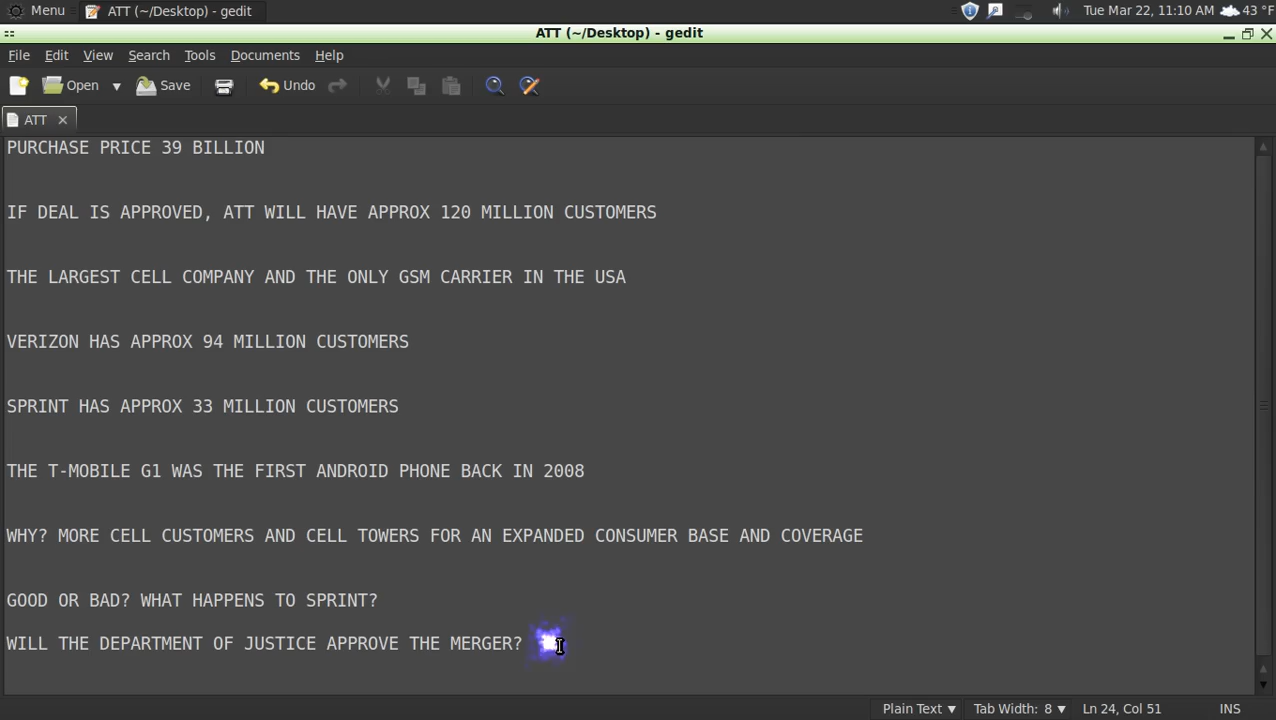 Menu ATT (~/Desktop) - gedit Tue Mar 22, 11:10 AM 43 °F
ATT (~/Desktop) - gedit
File Edit View Search Tools Documents Help
Open Save Undo
ATT
PURCHASE PRICE 39 BILLION
IF DEAL IS APPROVED, ATT WILL HAVE APPROX 120 MILLION CUSTOMERS
THE LARGEST CELL COMPANY AND THE ONLY GSM CARRIER IN THE USA
VERIZON HAS APPROX 94 MILLION CUSTOMERS
SPRINT HAS APPROX 33 MILLION CUSTOMERS
THE T-MOBILE G1 WAS THE FIRST ANDROID PHONE BACK IN 2008
WHY? MORE CELL CUSTOMERS AND CELL TOWERS FOR AN EXPANDED CONSUMER BASE AND COVERAGE
GOOD OR BAD? WHAT HAPPENS TO SPRINT?
WILL THE DEPARTMENT OF JUSTICE APPROVE THE MERGER?
Plain Text Tab Width: 8 Ln 24, Col 51 INS